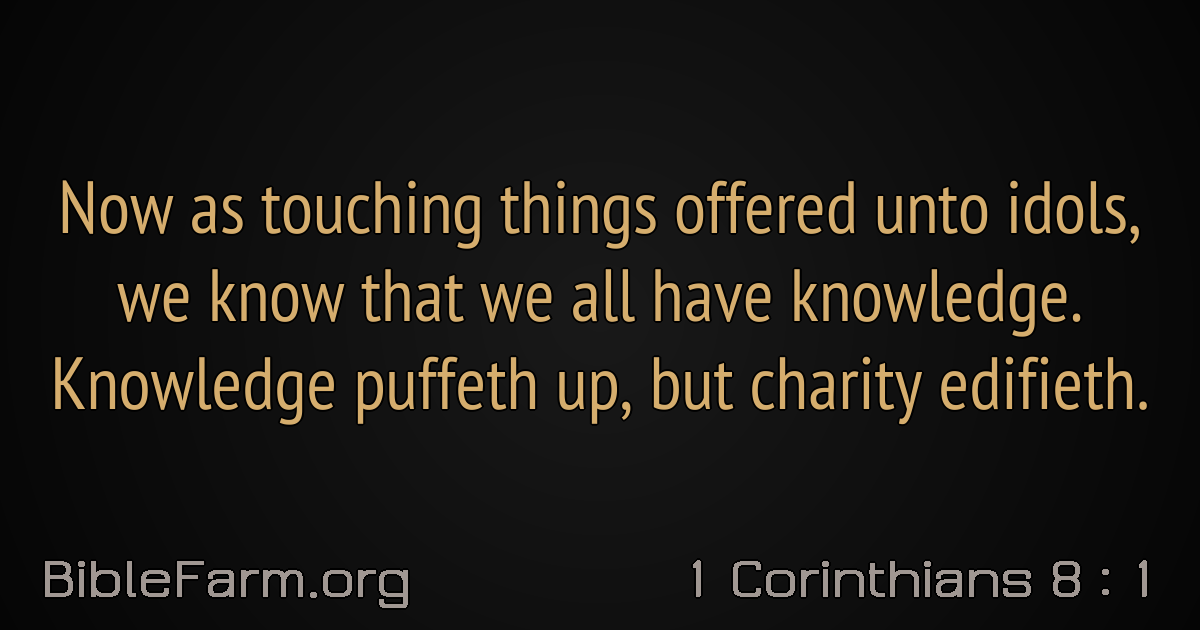 Now as touching things offered unto idols,
we know that we all have knowledge.
Knowledge puffeth up, but charity edifieth.
BibleFarm.org
1 Corinthians 8 : 1